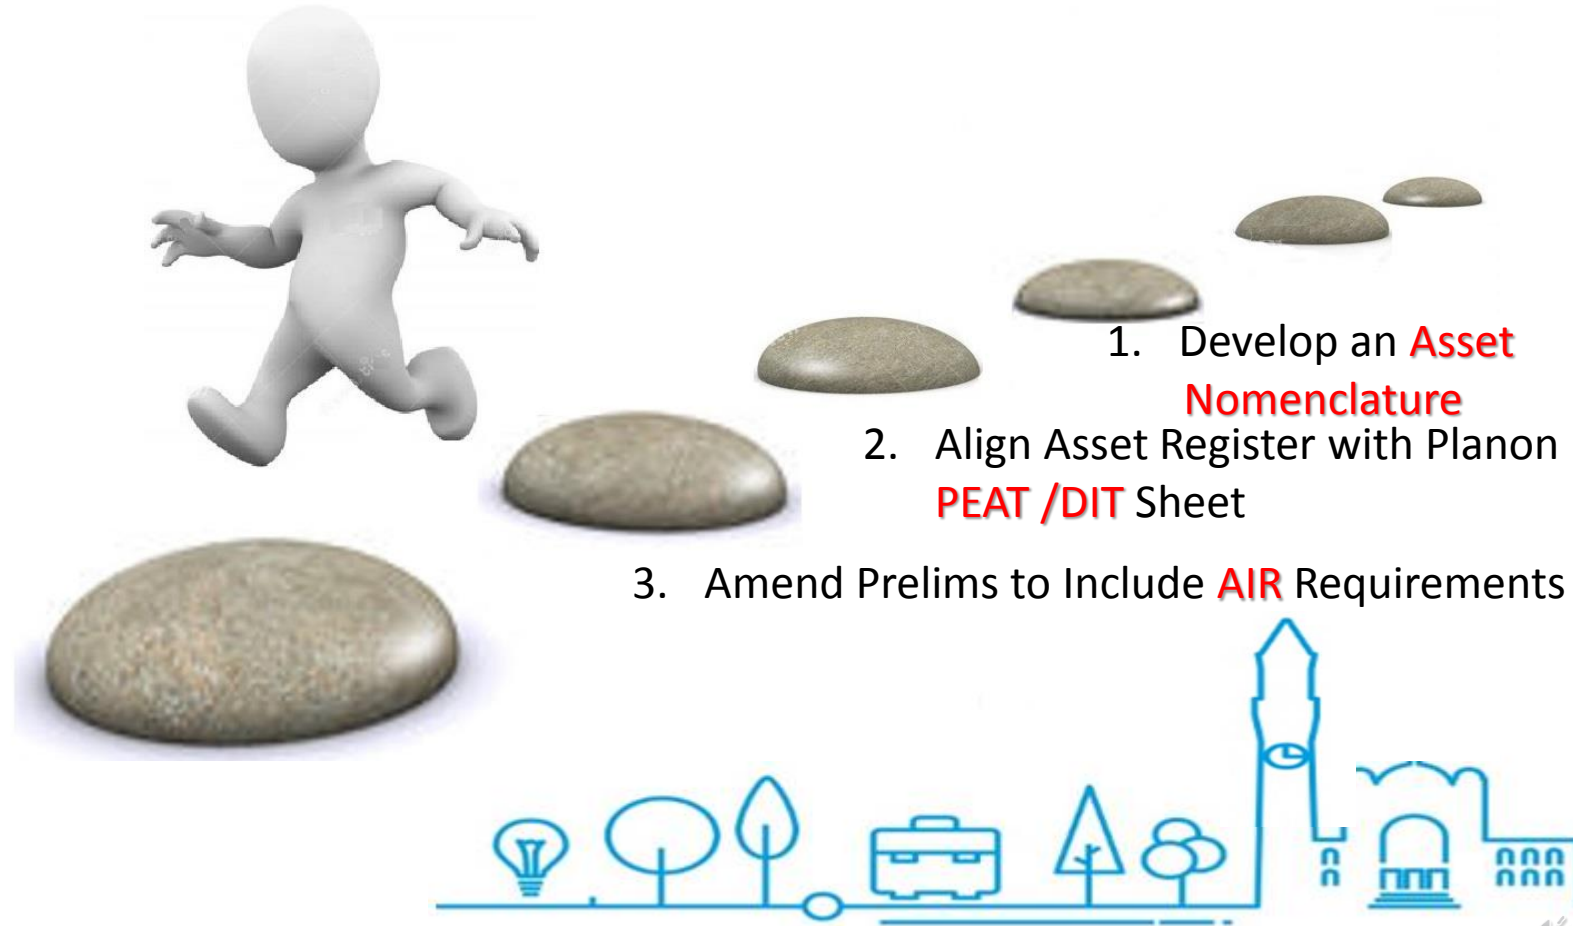 1. Develop an Asset
Nomenclature
2. Align Asset Register with Planon
PEAT /DIT Sheet
3. Amend Prelims to Include AIR Requirements